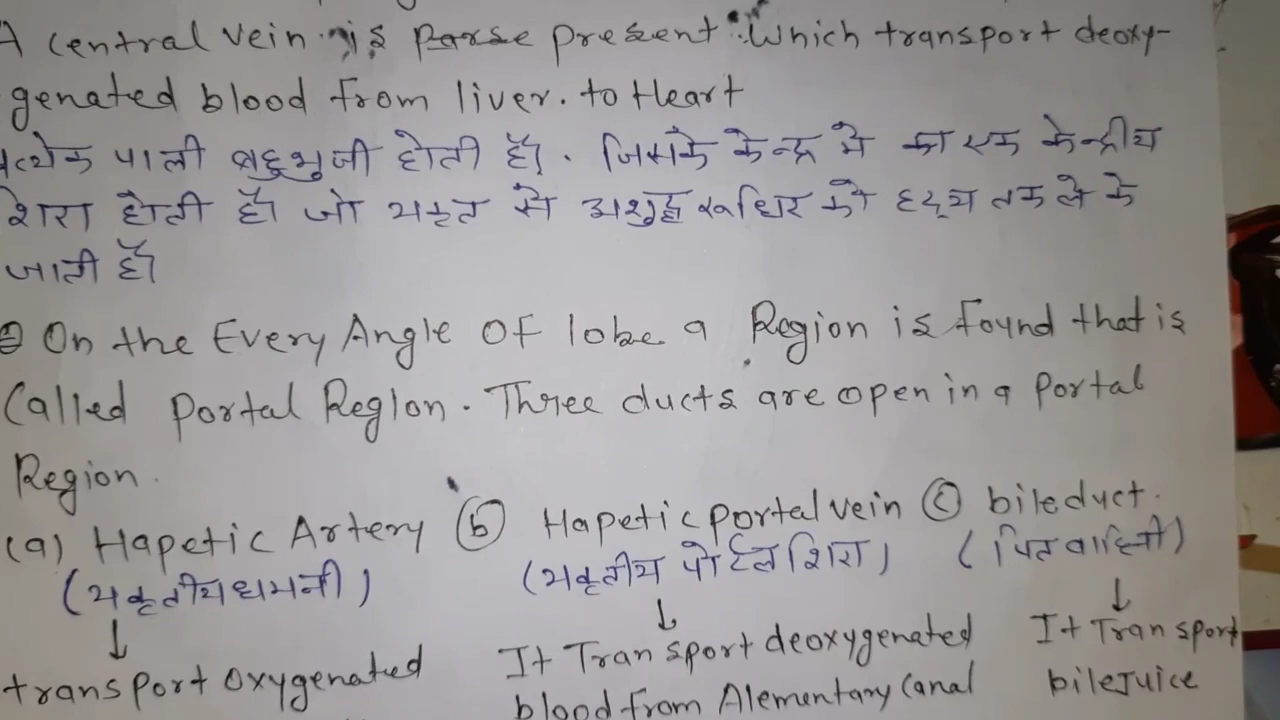 A central vein is present Which transport deoxy-
genated blood from liver. to Heart
प्रत्येक पाली बहुभुजी होती है। जिसके केन्द्र मे का एक केन्द्रीय
शिरा होती है। जो यकृत से अशुद्ध रूधिर को हृदय तक ले के
जाती है।
On the Every Angle OF lobe a Region is found that is
Called Portal Region. Three ducts are open in a Portal
Region.
(a) Hapetic Artery (b) Hapetic portal vein (c) bileduct.
(यकृतीय धमनी) (यकृतीय पोर्टल शिरा) (पित वाहिनी)
↓ ↓ ↓
transport oxygenated It Transport deoxygenated It Transport
blood from Alementary Canal bileJuice